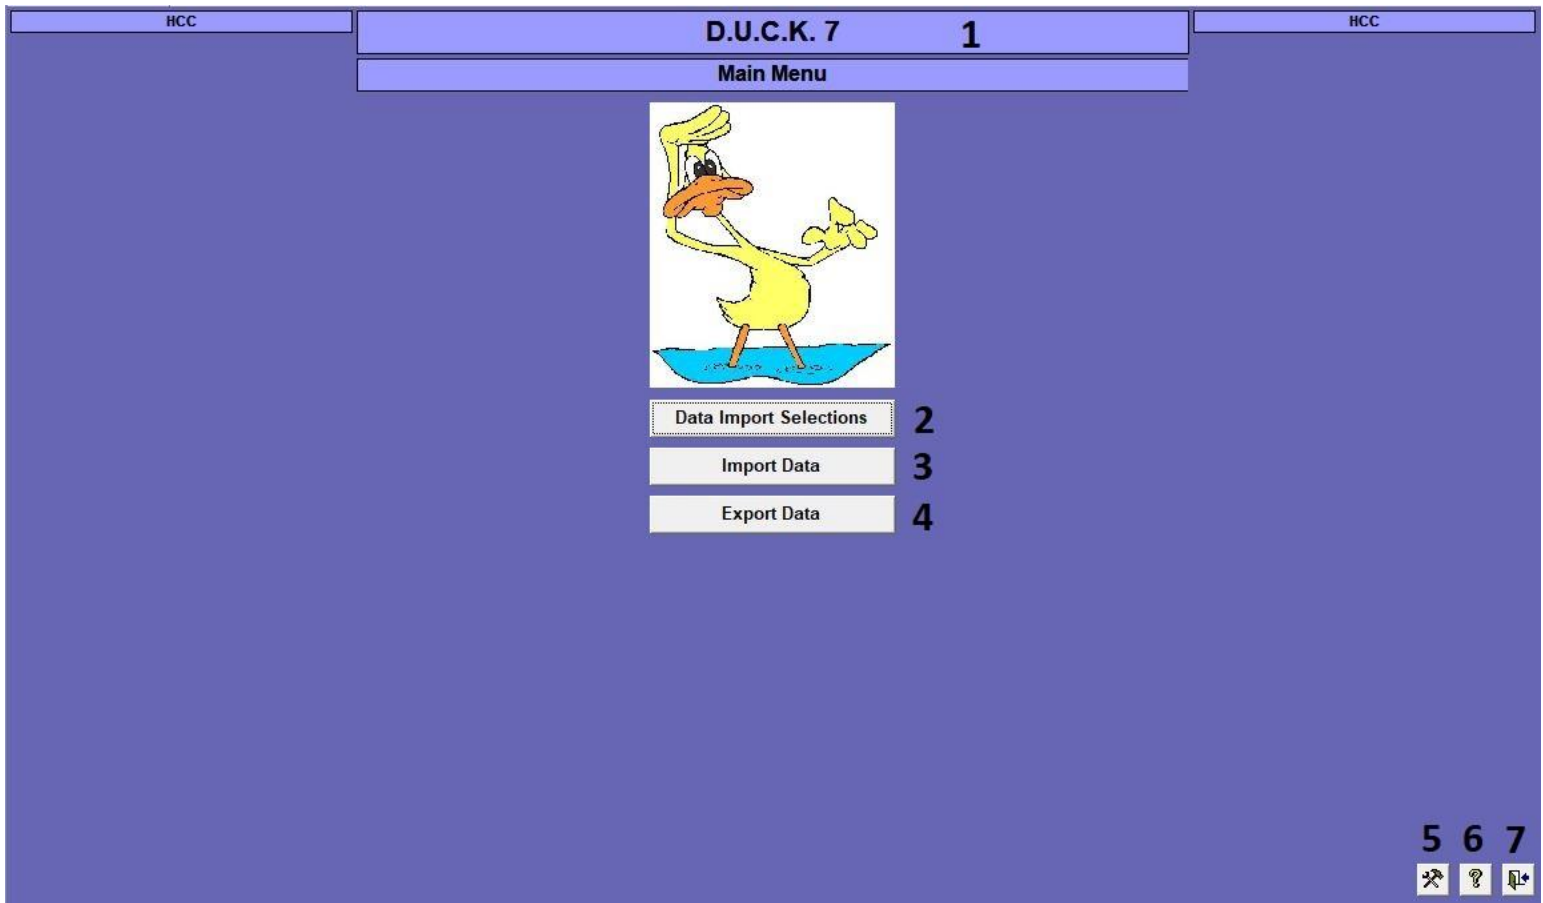 HCC
D.U.C.K. 7 1
HCC
Main Menu
Data Import Selections 2
Import Data 3
Export Data 4
5 6 7
?